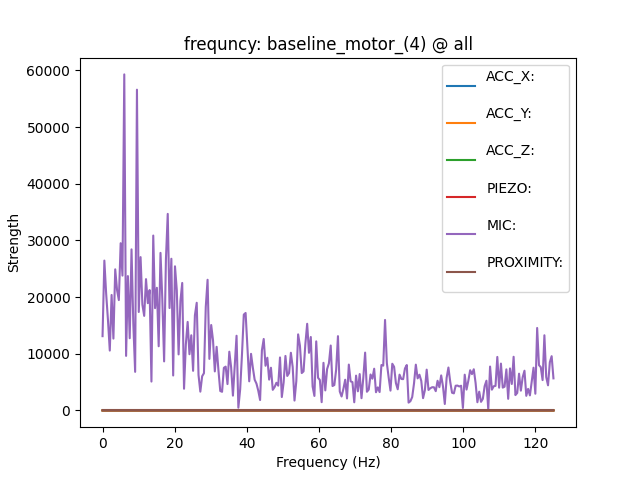 frequncy: baseline_motor_(4) @ all
60000
50000
40000
30000
20000
10000
0
Strength
ACC_X:
ACC_Y:
ACC_Z:
PIEZO:
MIC:
PROXIMITY:
0 20 40 60 80 100 120
Frequency (Hz)